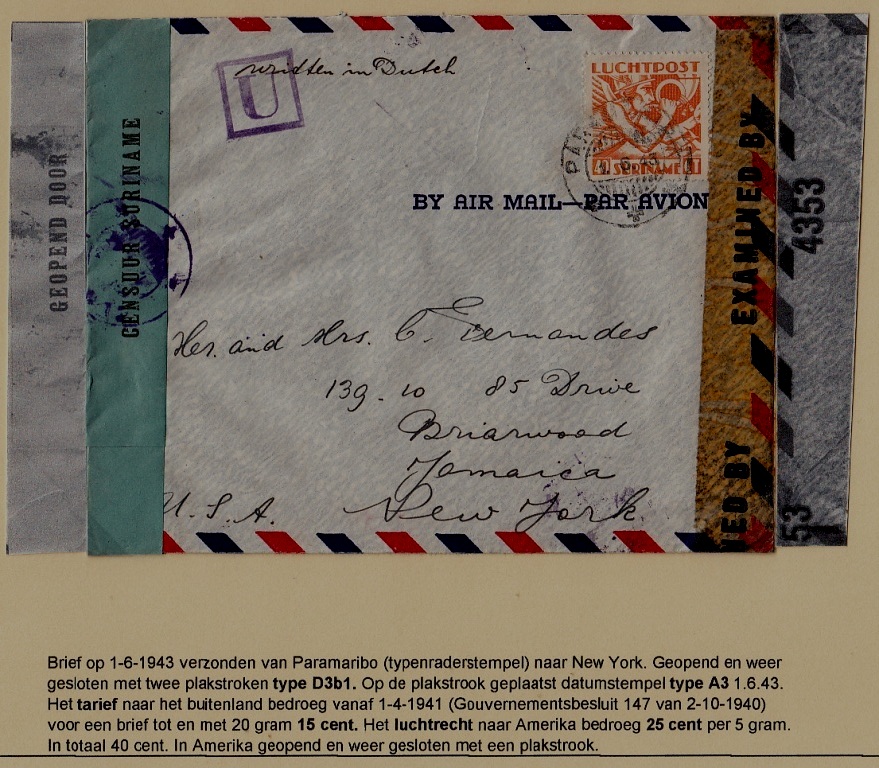 GEOPEND DOOR
CENSUUR SURINAME
written in Dutch
U
LUCHTPOST
SURINAME
BY AIR MAIL—PAR AVION
EXAMINED BY
4353
NED BY
53
Mr. and Mrs. C. Fernandes
139-10 85 Drive
Briarwood
Jamaica
U.S.A. New York.
Brief op 1-6-1943 verzonden van Paramaribo (typenraderstempel) naar New York. Geopend en weer
gesloten met twee plakstroken type D3b1. Op de plakstrook geplaatst datumstempel type A3 1.6.43.
Het tarief naar het buitenland bedroeg vanaf 1-4-1941 (Gouvernementsbesluit 147 van 2-10-1940)
voor een brief tot en met 20 gram 15 cent. Het luchtrecht naar Amerika bedroeg 25 cent per 5 gram.
In totaal 40 cent. In Amerika geopend en weer gesloten met een plakstrook.